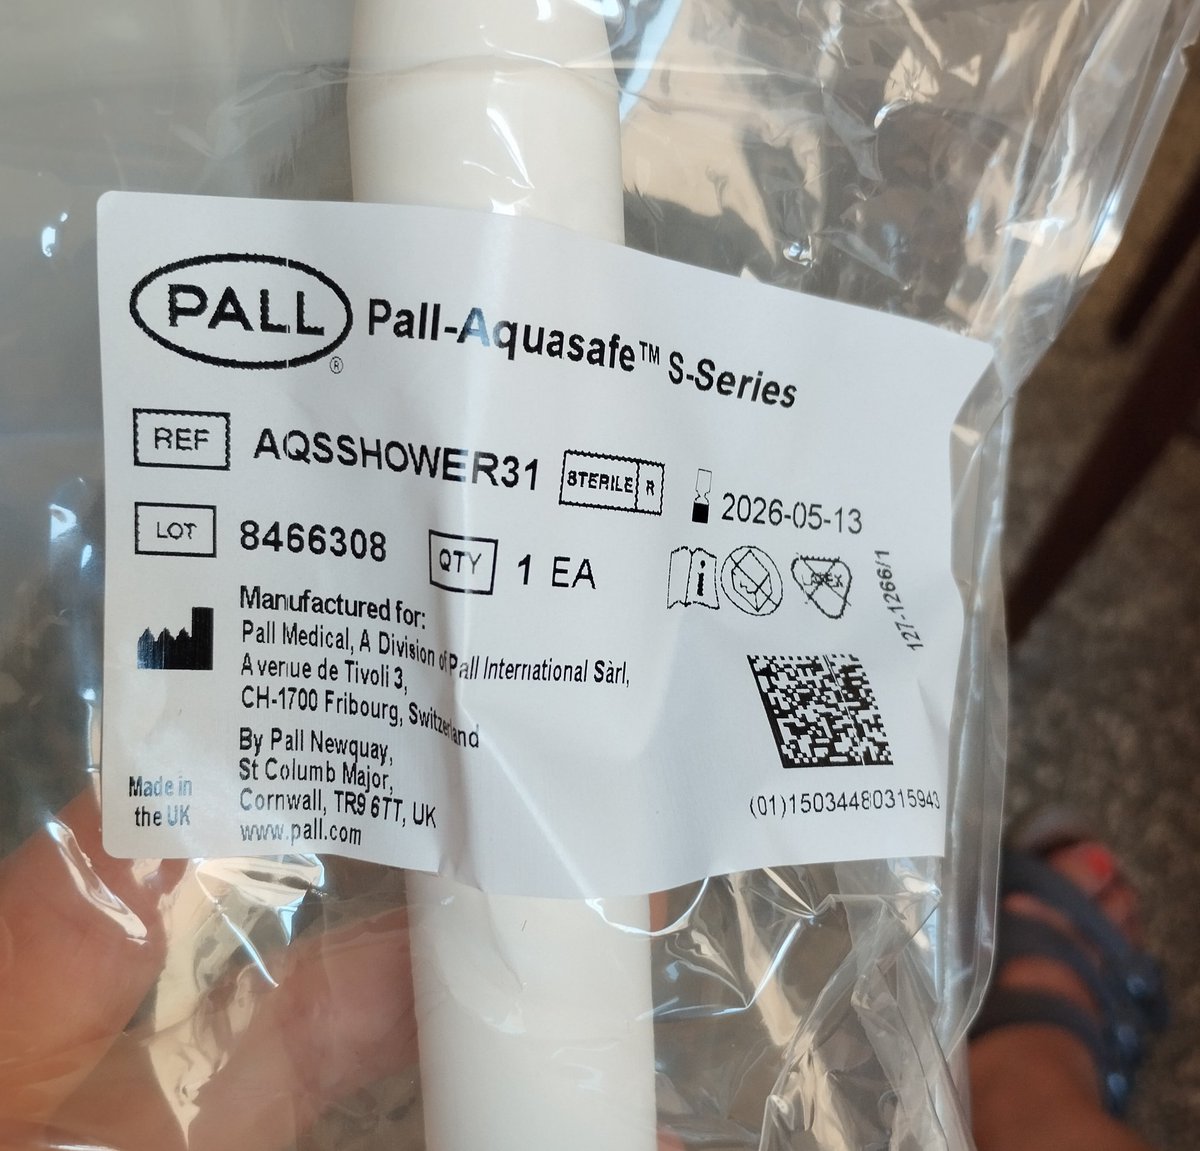 PALL
®
Pall-Aquasafe™ S-Series
REF AQSSHOWER31 STERILE R 2026-05-13
LOT 8466308 QTY 1 EA
LATEX
127-1266/1
Manufactured for:
Pall Medical, A Division of Pall International Sàrl,
Avenue de Tivoli 3,
CH-1700 Fribourg, Switzerland
By Pall Newquay,
St Columb Major,
Cornwall, TR9 6TT, UK
www.pall.com
Made in
the UK
(01)15034480315943